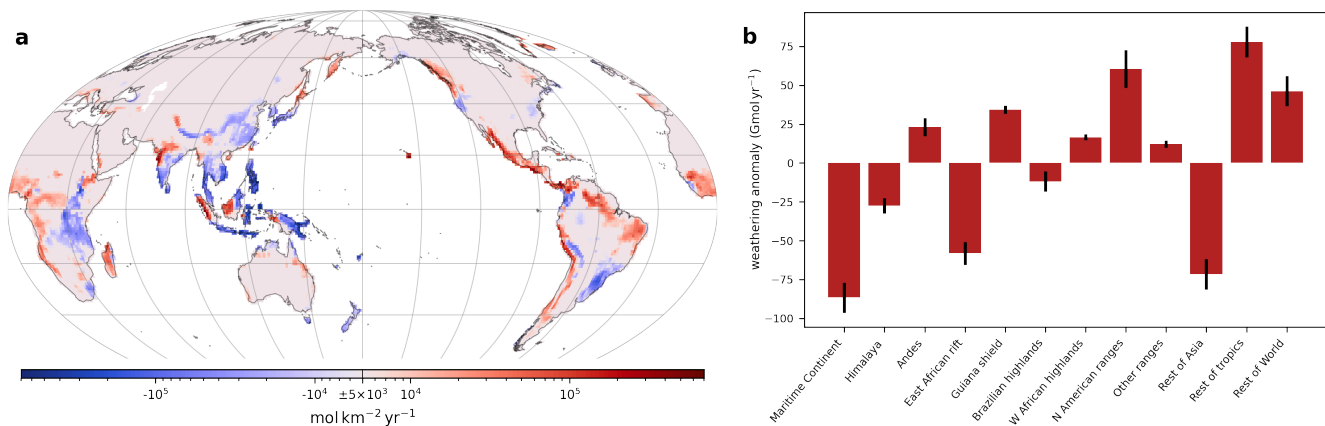 a
-10⁵
-10⁴
±5×10³
10⁴
10⁵
mol km⁻² yr⁻¹
b
weathering anomaly (Gmol yr⁻¹)
75
50
25
0
−25
−50
−75
−100
Maritime Continent
Himalaya
Andes
East African rift
Guiana shield
Brazilian highlands
W African highlands
N American ranges
Other ranges
Rest of Asia
Rest of tropics
Rest of World